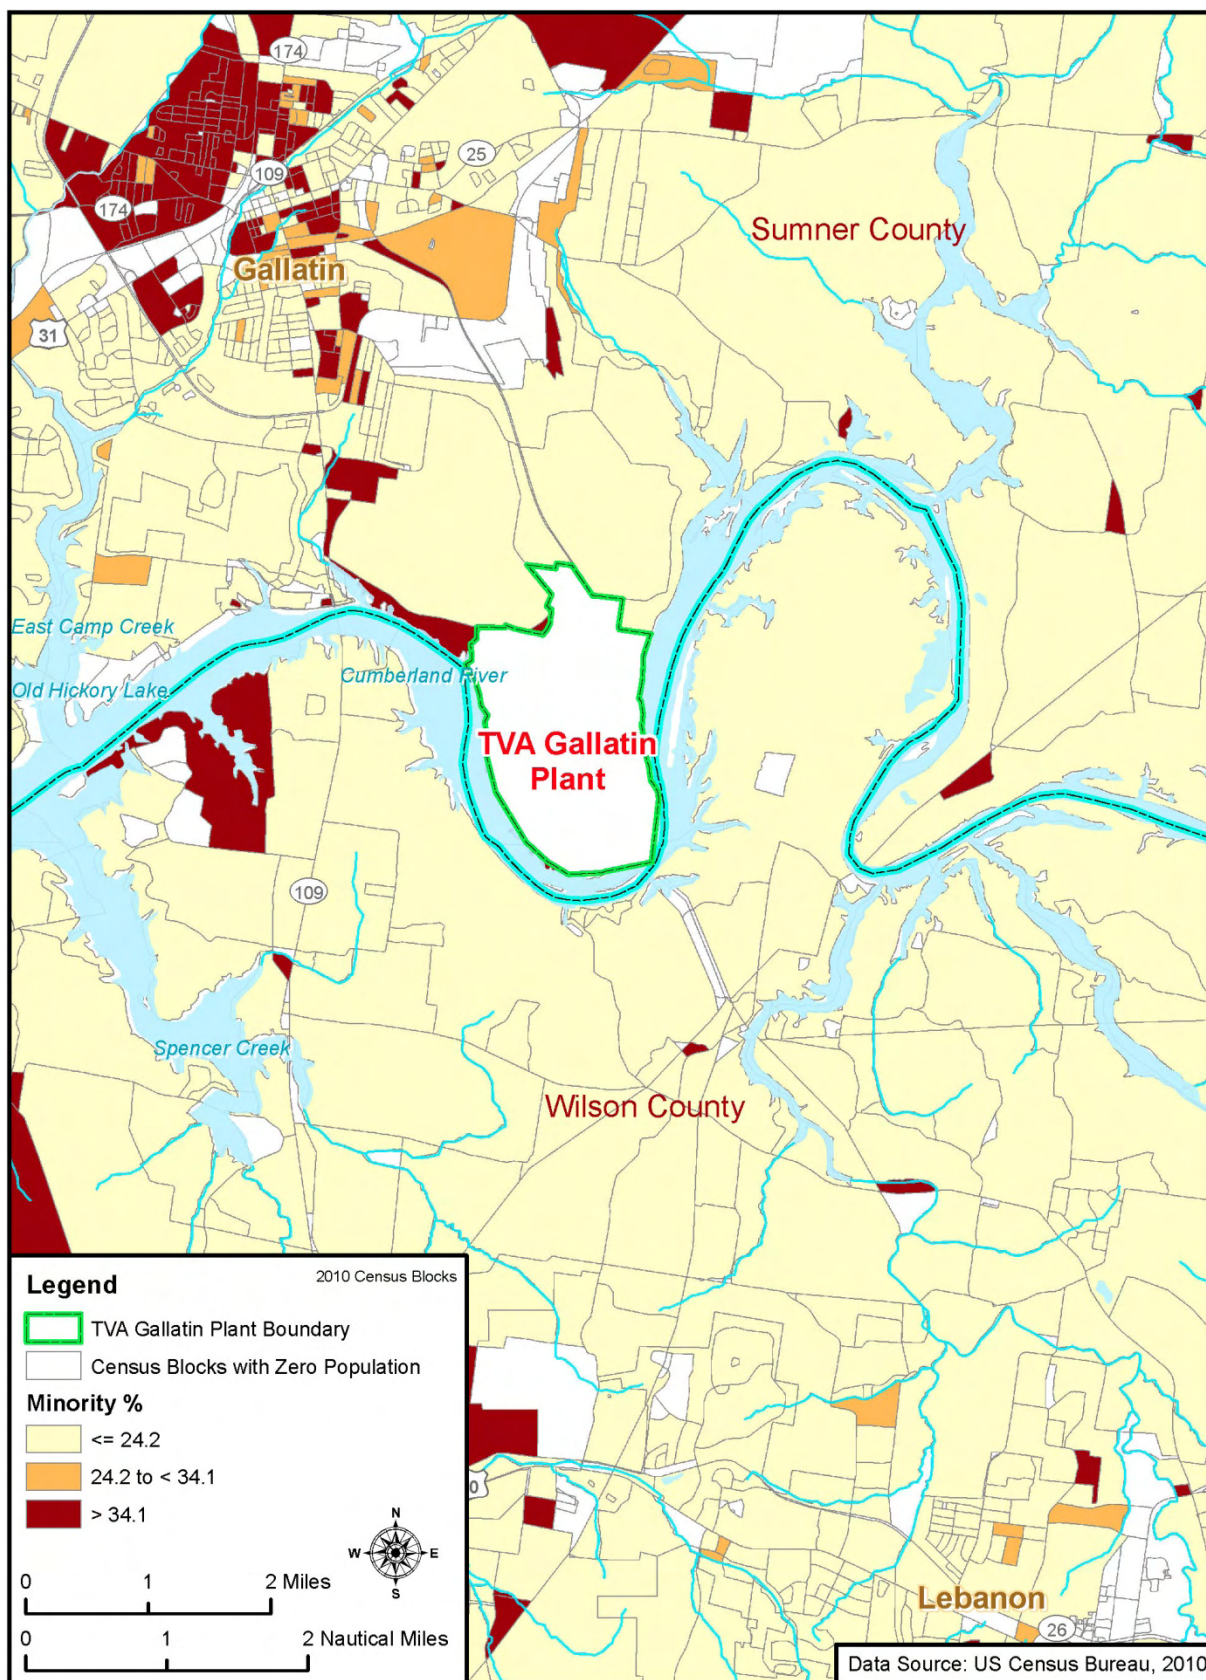 174
25
109
Sumner County
174
Gallatin
31
East Camp Creek
Cumberland River
Old Hickory Lake
TVA Gallatin
Plant
109
Spencer Creek
Wilson County
Legend
2010 Census Blocks
TVA Gallatin Plant Boundary
Census Blocks with Zero Population
Minority %
<= 24.2
24.2 to < 34.1
> 34.1
N
W E
S
0 1 2 Miles
0 1 2 Nautical Miles
Lebanon
26
Data Source: US Census Bureau, 2010